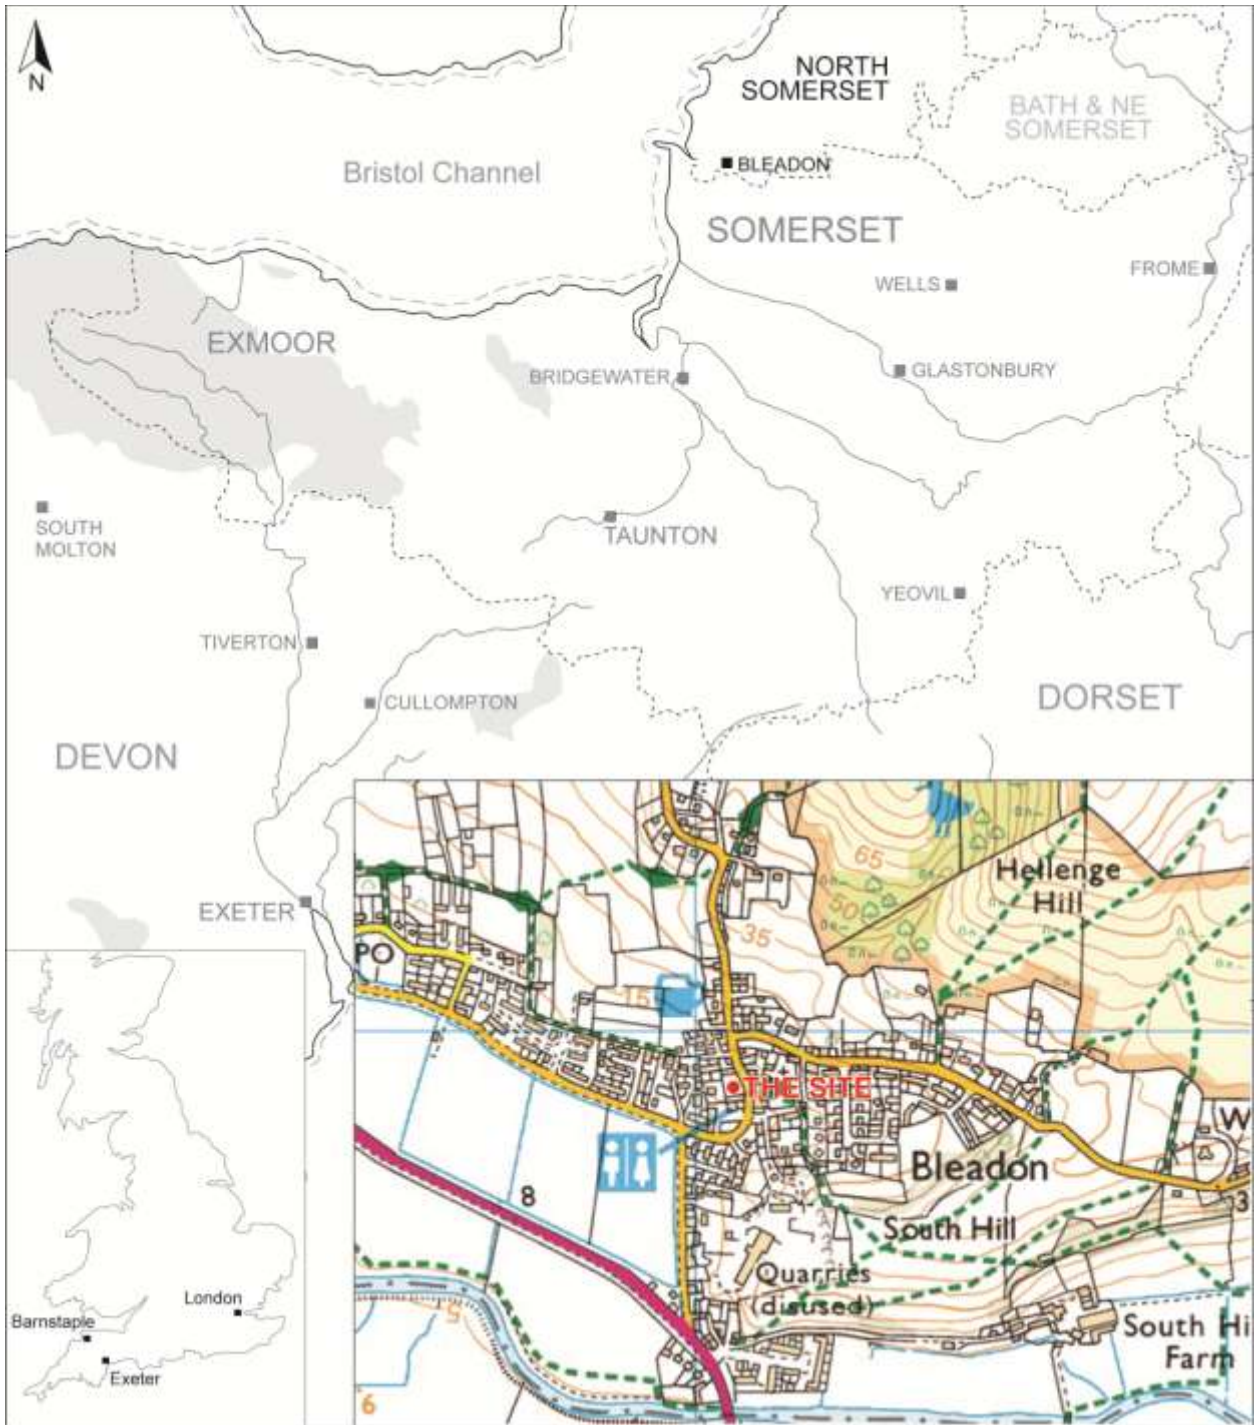 N
NORTH
SOMERSET
BATH & NE
SOMERSET
Bristol Channel
BLEADON
SOMERSET
FROME
WELLS
EXMOOR
BRIDGEWATER
GLASTONBURY
SOUTH
MOLTON
TAUNTON
YEOVIL
TIVERTON
CULLOMPTON
DORSET
DEVON
EXETER
65
50
Hellenge
Hill
35
PO
15
THE SITE
W
Bleadon
8
3
South Hill
Quarries
(disused)
5
South Hi
Farm
6
London
Barnstaple
Exeter